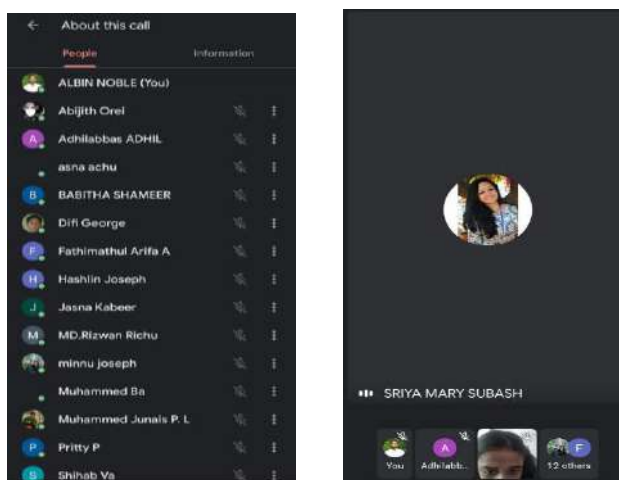 About this call
People Information
ALBIN NOBLE (You)
Abijith Orei
A Adhilabbas ADHIL
asna achu
B BABITHA SHAMEER
Difi George
F Fathimathul Arifa A
H Hashlin Joseph
J Jasna Kabeer
M MD.Rizwan Richu
minnu joseph
Muhammed Ba
Muhammed Junais P. L
P Pritty P
S Shihab Va
SRIYA MARY SUBASH
A F
You Adhilabb.. 12 others